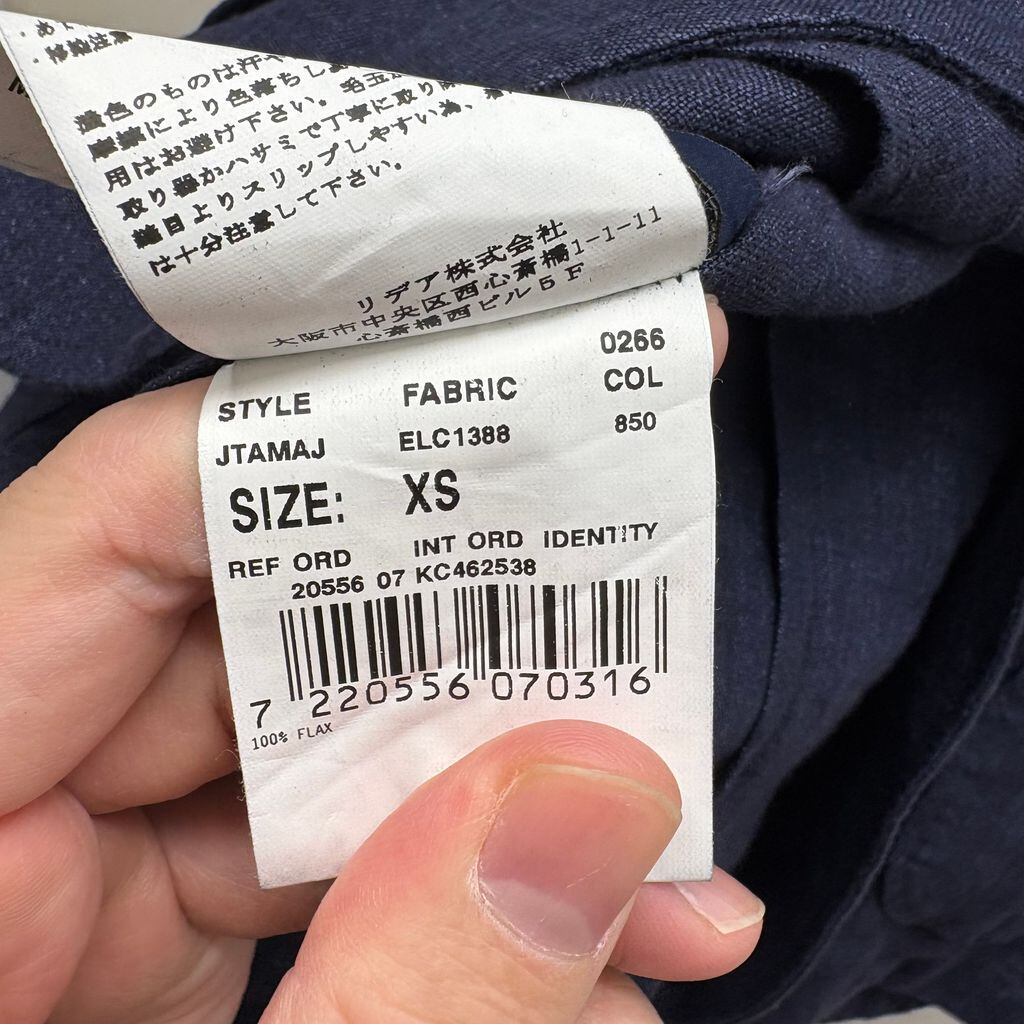 移染注意
濃色のものは汗や
摩擦により色落ちし
用はお避け下さい。毛玉
取り器かハサミで丁寧に取り
縫目よりスリップしやすい為、
は十分注意して下さい。
リデア株式会社
大阪市中央区西心斎橋1-1-11
心斎橋西ビル5F
0266
STYLE FABRIC COL
JTAMAJ ELC1388 850
SIZE: XS
REF ORD INT ORD IDENTITY
20556 07 KC462538
7 220556 070316
100% FLAX